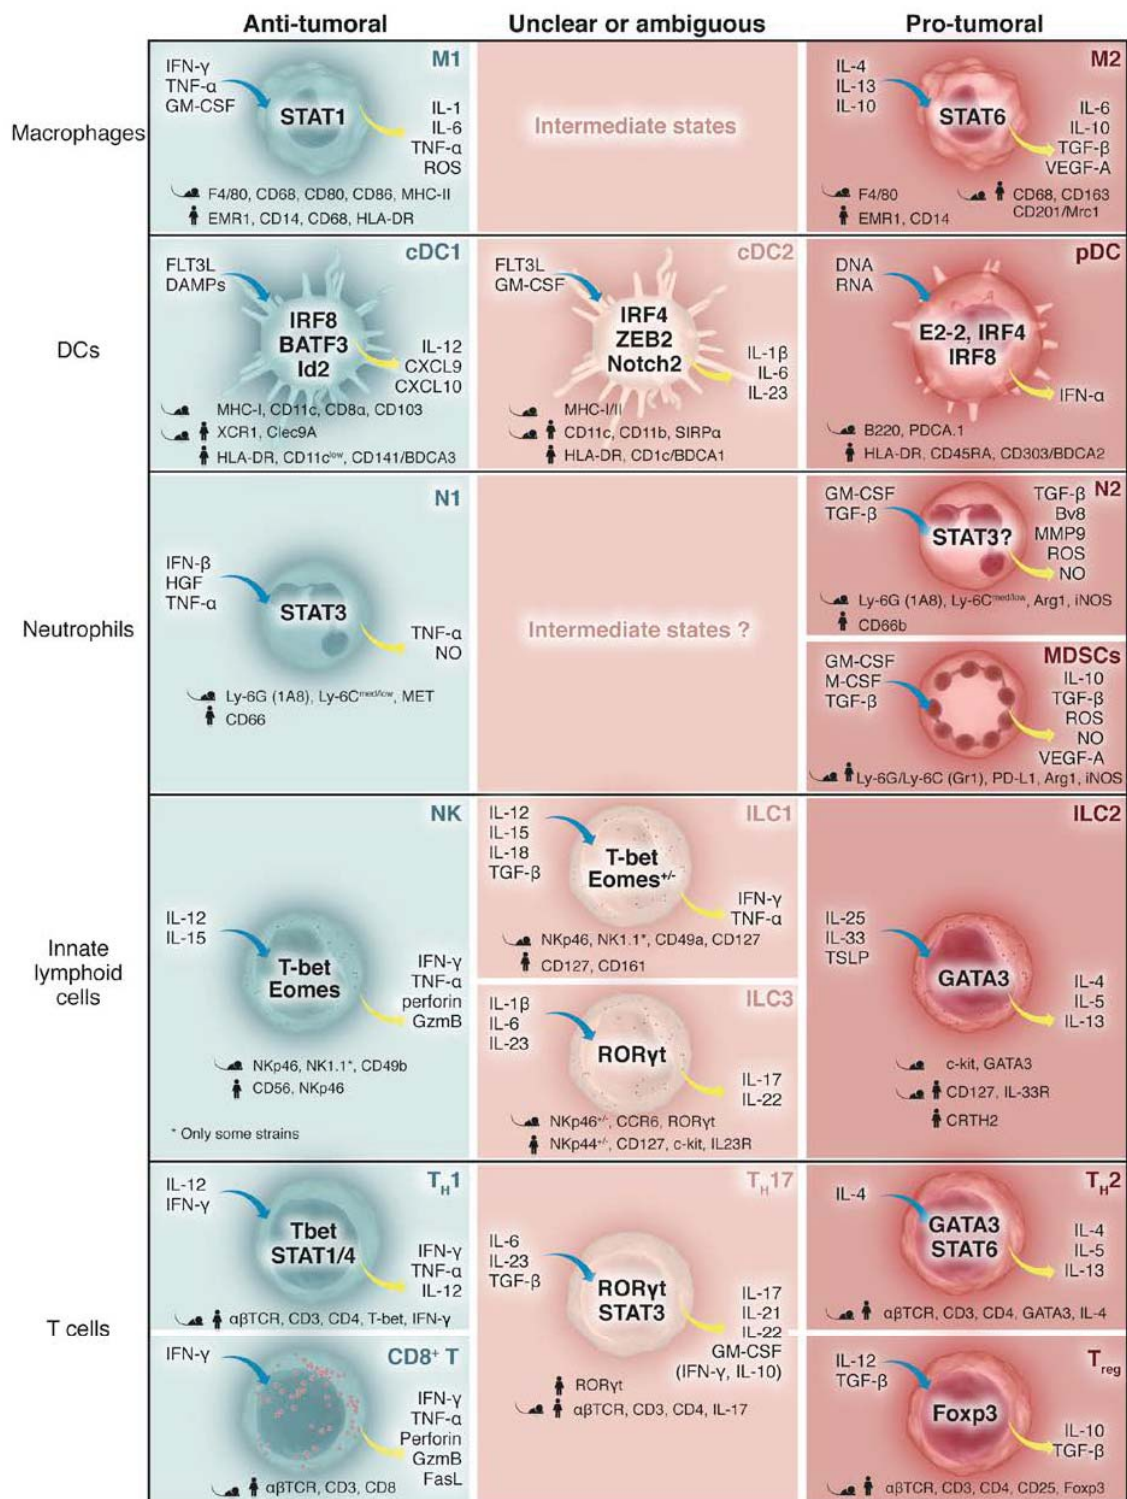 Anti-tumoral
Unclear or ambiguous
Pro-tumoral
Macrophages
M1
IFN-γ
TNF-α
GM-CSF
STAT1
IL-1
IL-6
TNF-α
ROS
F4/80, CD68, CD80, CD86, MHC-II
EMR1, CD14, CD68, HLA-DR
Intermediate states
M2
IL-4
IL-13
IL-10
STAT6
IL-6
IL-10
TGF-β
VEGF-A
F4/80
EMR1, CD14
CD68, CD163
CD201/Mrc1
DCs
cDC1
FLT3L
DAMPs
IRF8
BATF3
Id2
IL-12
CXCL9
CXCL10
MHC-I, CD11c, CD8α, CD103
XCR1, Clec9A
HLA-DR, CD11c^low, CD141/BDCA3
cDC2
FLT3L
GM-CSF
IRF4
ZEB2
Notch2
IL-1β
IL-6
IL-23
MHC-I/II
CD11c, CD11b, SIRPα
HLA-DR, CD1c/BDCA1
pDC
DNA
RNA
E2-2, IRF4
IRF8
IFN-α
B220, PDCA.1
HLA-DR, CD45RA, CD303/BDCA2
Neutrophils
N1
IFN-β
HGF
TNF-α
STAT3
TNF-α
NO
Ly-6G (1A8), Ly-6C^med/low, MET
CD66
Intermediate states ?
N2
GM-CSF
TGF-β
STAT3?
TGF-β
Bv8
MMP9
ROS
NO
Ly-6G (1A8), Ly-6C^med/low, Arg1, iNOS
CD66b
MDSCs
GM-CSF
M-CSF
TGF-β
IL-10
TGF-β
ROS
NO
VEGF-A
Ly-6G/Ly-6C (Gr1), PD-L1, Arg1, iNOS
Innate
lymphoid
cells
NK
IL-12
IL-15
T-bet
Eomes
IFN-γ
TNF-α
perforin
GzmB
NKp46, NK1.1*, CD49b
CD56, NKp46
* Only some strains
ILC1
IL-12
IL-15
IL-18
TGF-β
T-bet
Eomes+/-
IFN-γ
TNF-α
NKp46, NK1.1*, CD49a, CD127
CD127, CD161
ILC3
IL-1β
IL-6
IL-23
RORγt
IL-17
IL-22
NKp46+/-, CCR6, RORγt
NKp44+/-, CD127, c-kit, IL23R
ILC2
IL-25
IL-33
TSLP
GATA3
IL-4
IL-5
IL-13
c-kit, GATA3
CD127, IL-33R
CRTH2
T cells
TH1
IL-12
IFN-γ
Tbet
STAT1/4
IFN-γ
TNF-α
IL-12
αβTCR, CD3, CD4, T-bet, IFN-γ
CD8+ T
IFN-γ
IFN-γ
TNF-α
Perforin
GzmB
FasL
αβTCR, CD3, CD8
TH17
IL-6
IL-23
TGF-β
RORγt
STAT3
IL-17
IL-21
IL-22
GM-CSF
(IFN-γ, IL-10)
RORγt
αβTCR, CD3, CD4, IL-17
TH2
IL-4
GATA3
STAT6
IL-4
IL-5
IL-13
αβTCR, CD3, CD4, GATA3, IL-4
Treg
IL-12
TGF-β
Foxp3
IL-10
TGF-β
αβTCR, CD3, CD4, CD25, Foxp3